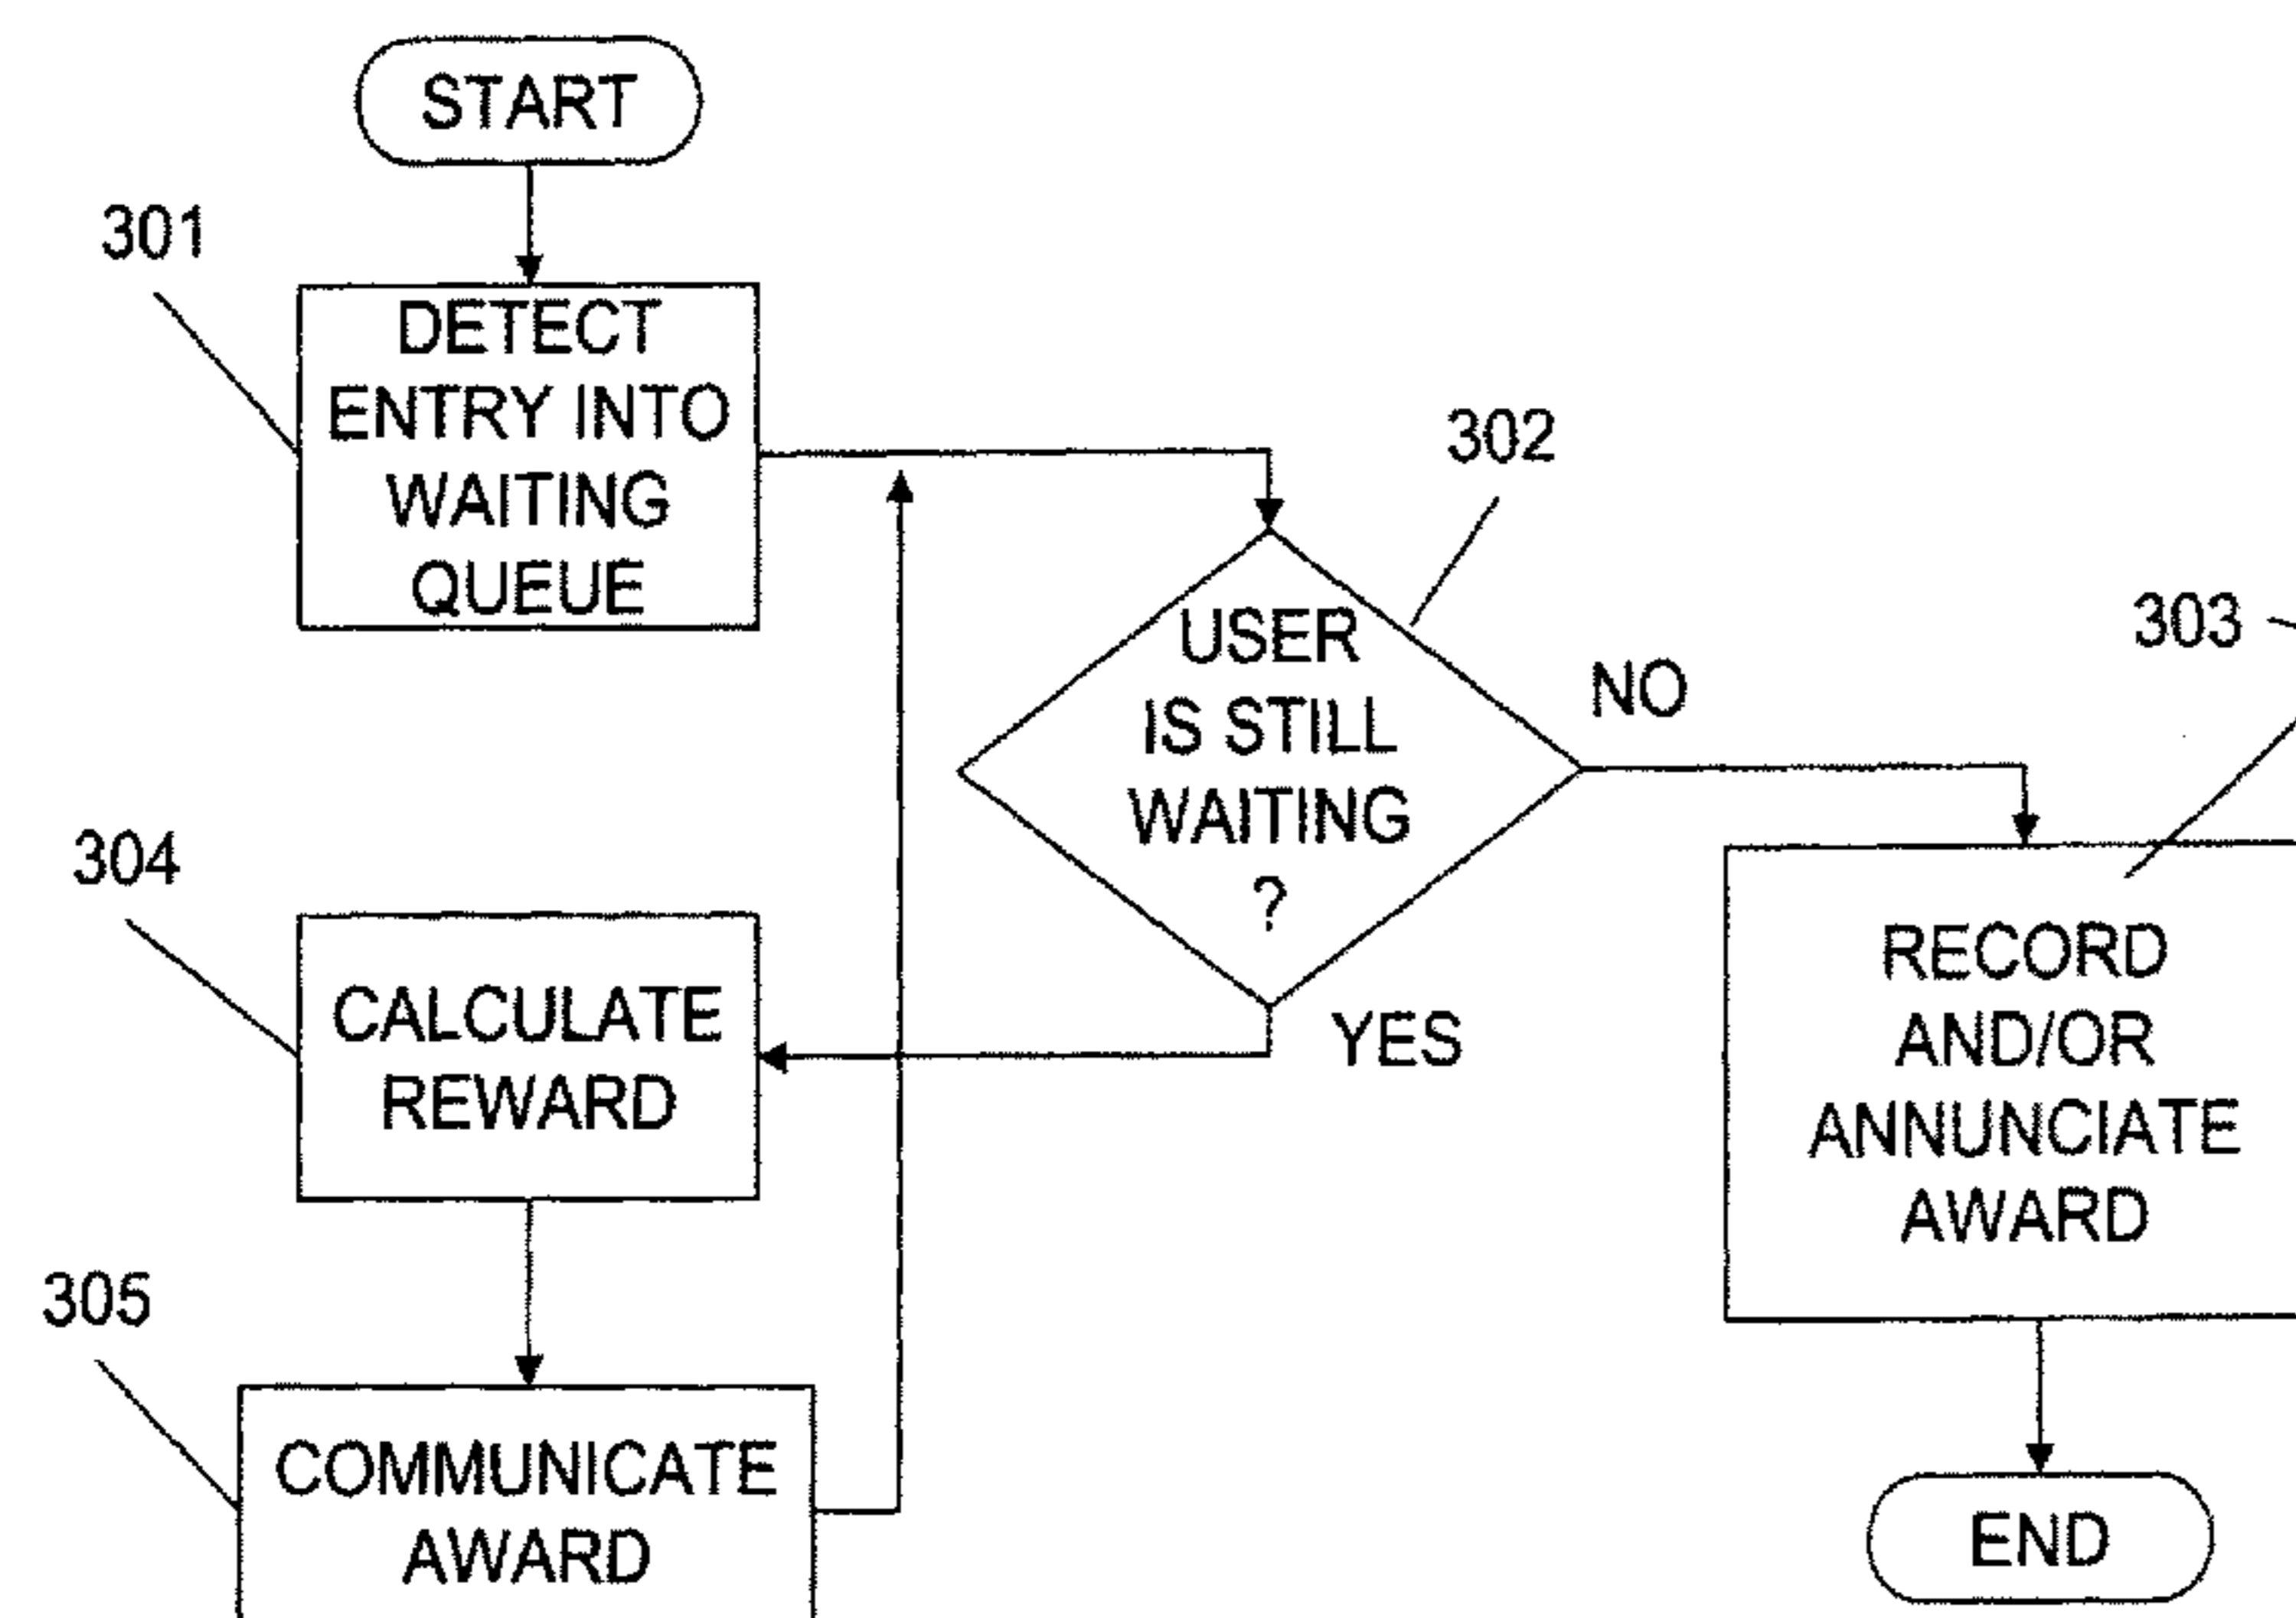 START
301
DETECT
ENTRY INTO
WAITING
QUEUE
302
USER
IS STILL
WAITING
?
NO
YES
303
RECORD
AND/OR
ANNUNCIATE
AWARD
304
CALCULATE
REWARD
305
COMMUNICATE
AWARD
END